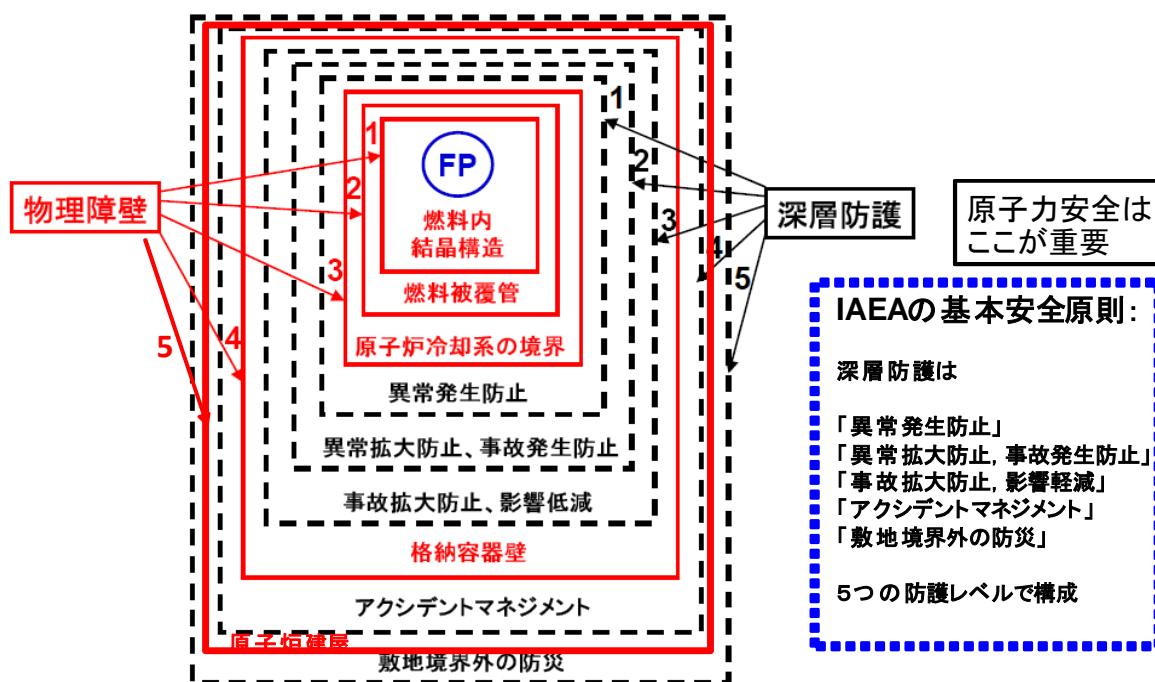 物理障壁
1
2
3
4
5
FP
燃料内
結晶構造
燃料被覆管
原子炉冷却系の境界
異常発生防止
異常拡大防止、事故発生防止
事故拡大防止、影響低減
格納容器壁
アクシデントマネジメント
原子炉建屋
敷地境界外の防災
1
2
3
4
5
深層防護
原子力安全は
ここが重要
IAEAの基本安全原則:
深層防護は
「異常発生防止」
「異常拡大防止, 事故発生防止」
「事故拡大防止, 影響軽減」
「アクシデントマネジメント」
「敷地境界外の防災」
5つの防護レベルで構成